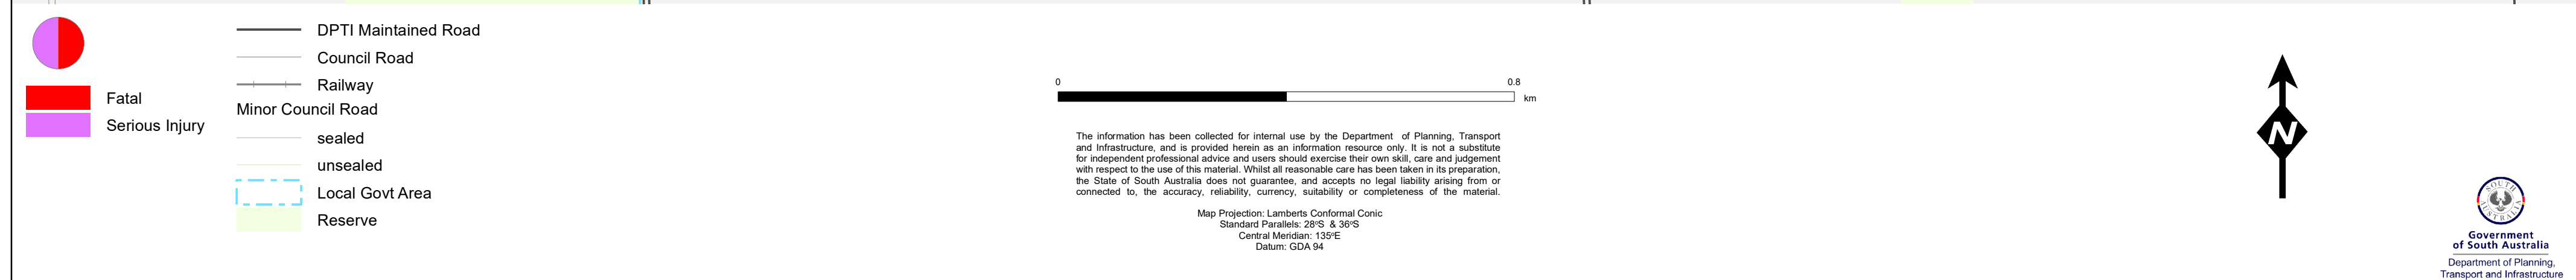 Fatal
Serious Injury
DPTI Maintained Road
Council Road
Railway
Minor Council Road
sealed
unsealed
Local Govt Area
Reserve
0 0.8
km
The information has been collected for internal use by the Department of Planning, Transport
and Infrastructure, and is provided herein as an information resource only. It is not a substitute
for independent professional advice and users should exercise their own skill, care and judgement
with respect to the use of this material. Whilst all reasonable care has been taken in its preparation,
the State of South Australia does not guarantee, and accepts no legal liability arising from or
connected to, the accuracy, reliability, currency, suitability or completeness of the material.
Map Projection: Lamberts Conformal Conic
Standard Parallels: 28ºS & 36ºS
Central Meridian: 135ºE
Datum: GDA 94
N
SOUTH
AUSTRALIA
Government
of South Australia
Department of Planning,
Transport and Infrastructure